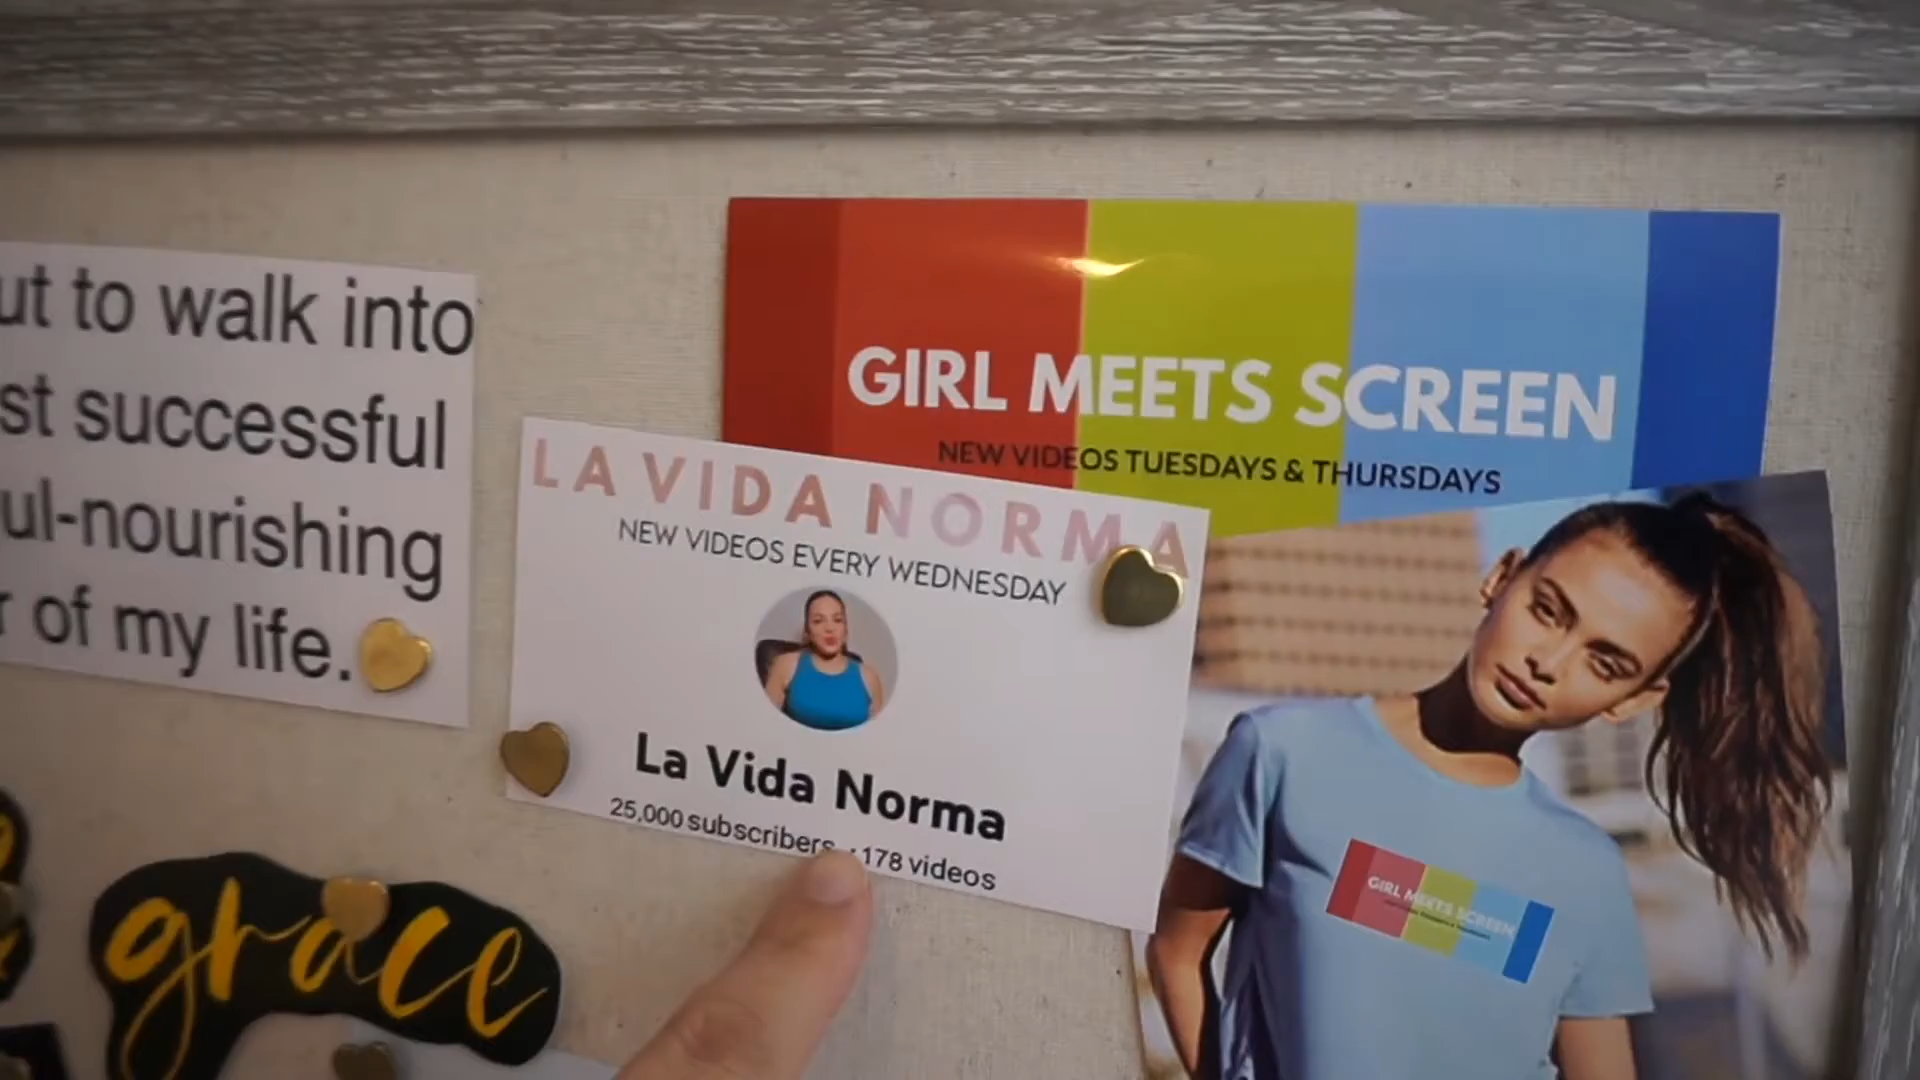 ut to walk into
st successful
ul-nourishing
r of my life.
GIRL MEETS SCREEN
NEW VIDEOS TUESDAYS & THURSDAYS
LA VIDA NORMA
NEW VIDEOS EVERY WEDNESDAY
La Vida Norma
25,000 subscribers · 178 videos
grace
GIRL MEETS SCREEN